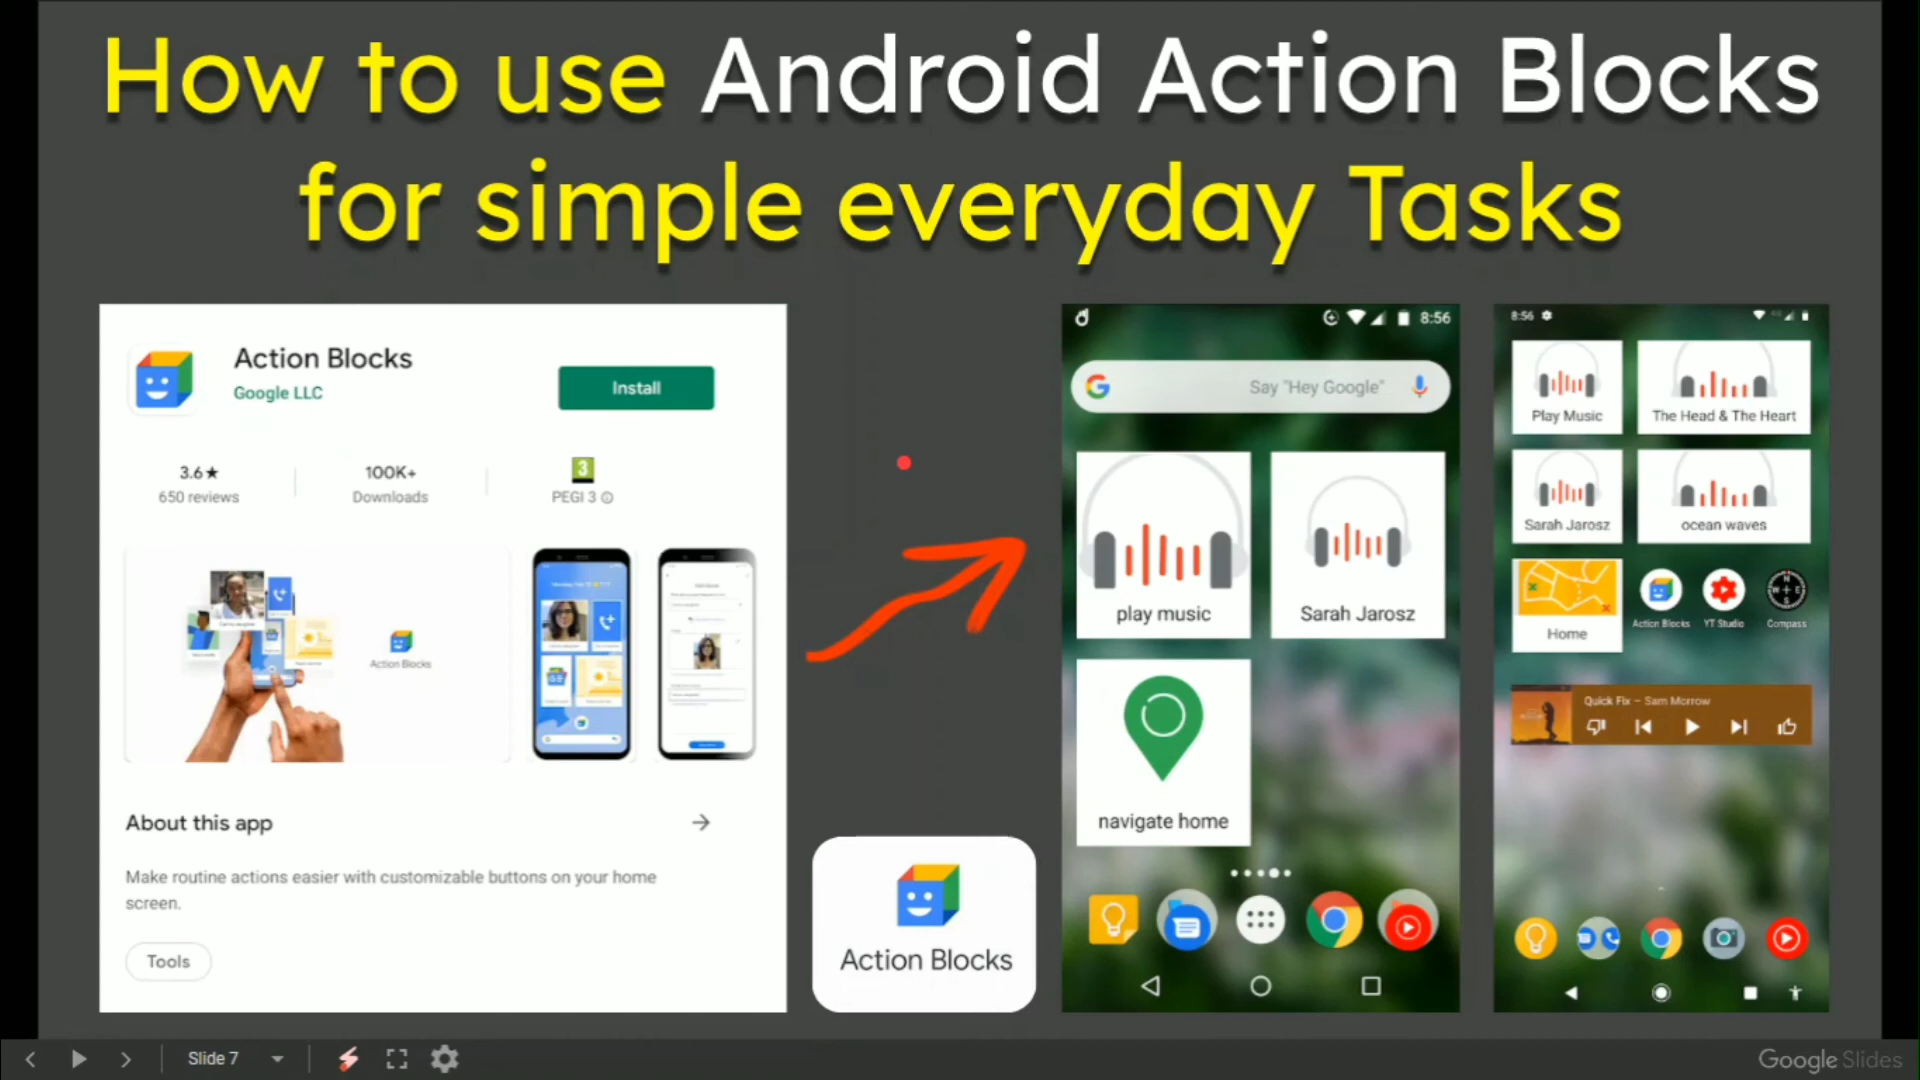 How to use Android Action Blocks
for simple everyday Tasks
Action Blocks
Google LLC
Install
3.6★
650 reviews
100K+
Downloads
3
PEGI 3
Action Blocks
About this app
Make routine actions easier with customizable buttons on your home
screen.
Tools
Action Blocks
8:56
Say "Hey Google"
play music
Sarah Jarosz
navigate home
8:56
Play Music
The Head & The Heart
Sarah Jarosz
ocean waves
Home
Action Blocks
YT Studio
Compass
Quick Fix – Sam Morrow
Slide 7
Google Slides